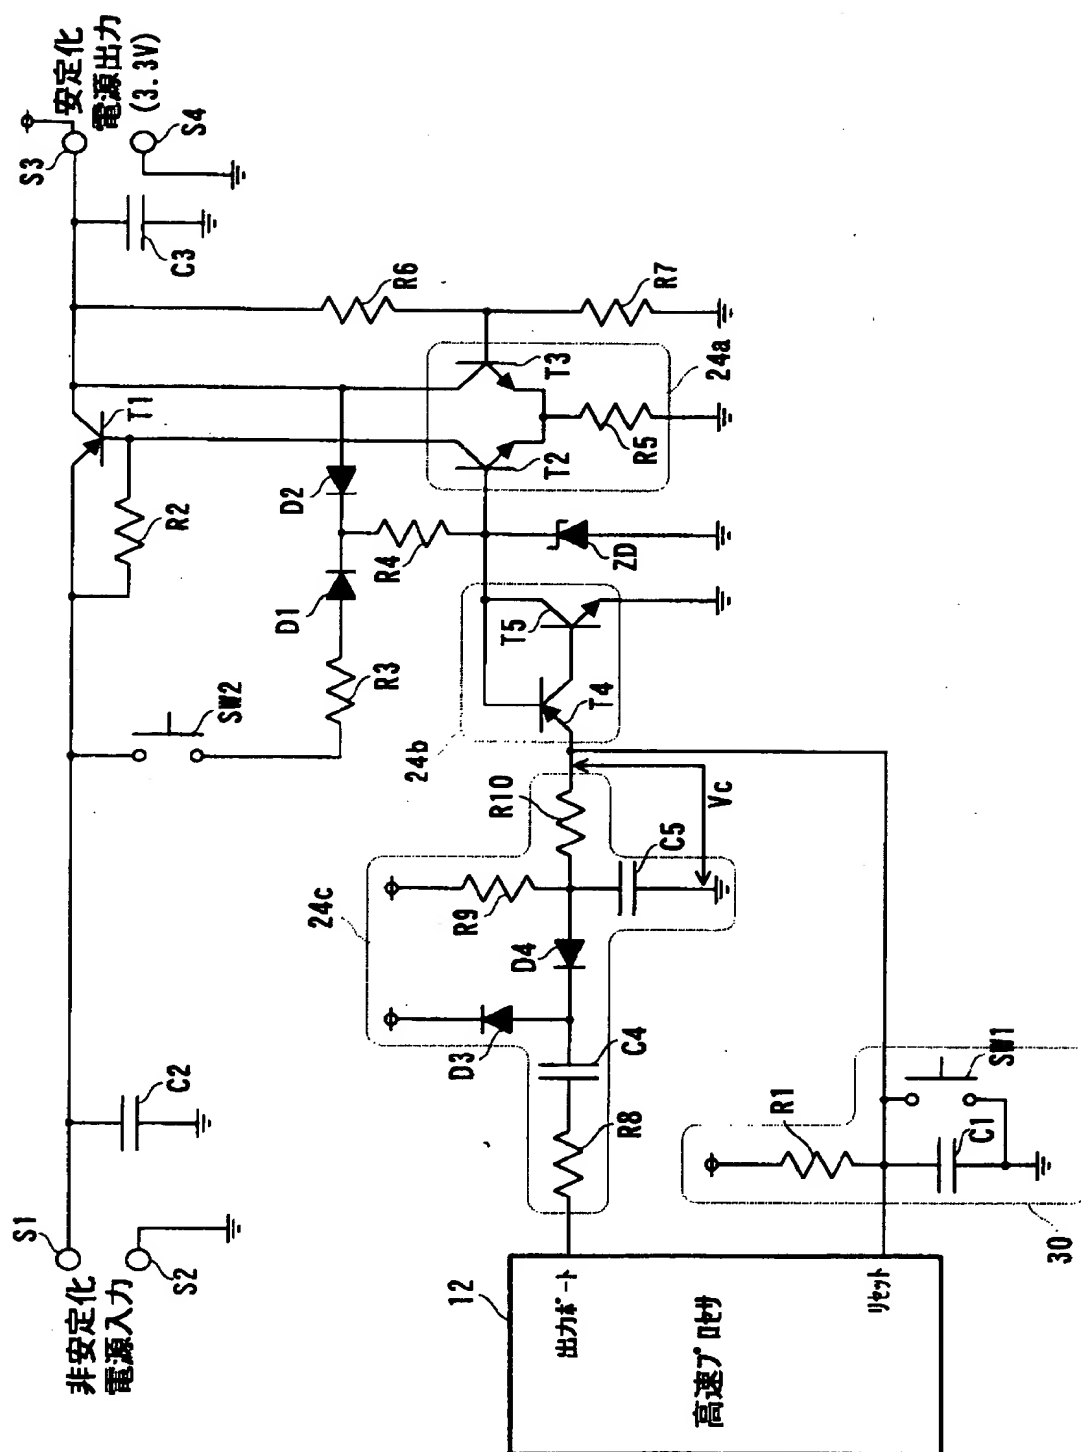 非安定化
電源入力
S1
S2
C2
SW2
R2
T1
R3
D1
D2
安定化
電源出力
(3.3V)
S3
S4
C3
R4
R6
R7
24a
T2
T3
R5
ZD
24b
T4
T5
24c
R10
Vc
R9
C5
D4
D3
C4
R8
12
出力ポート
高速プロセサ
リセット
R1
C1
SW1
30